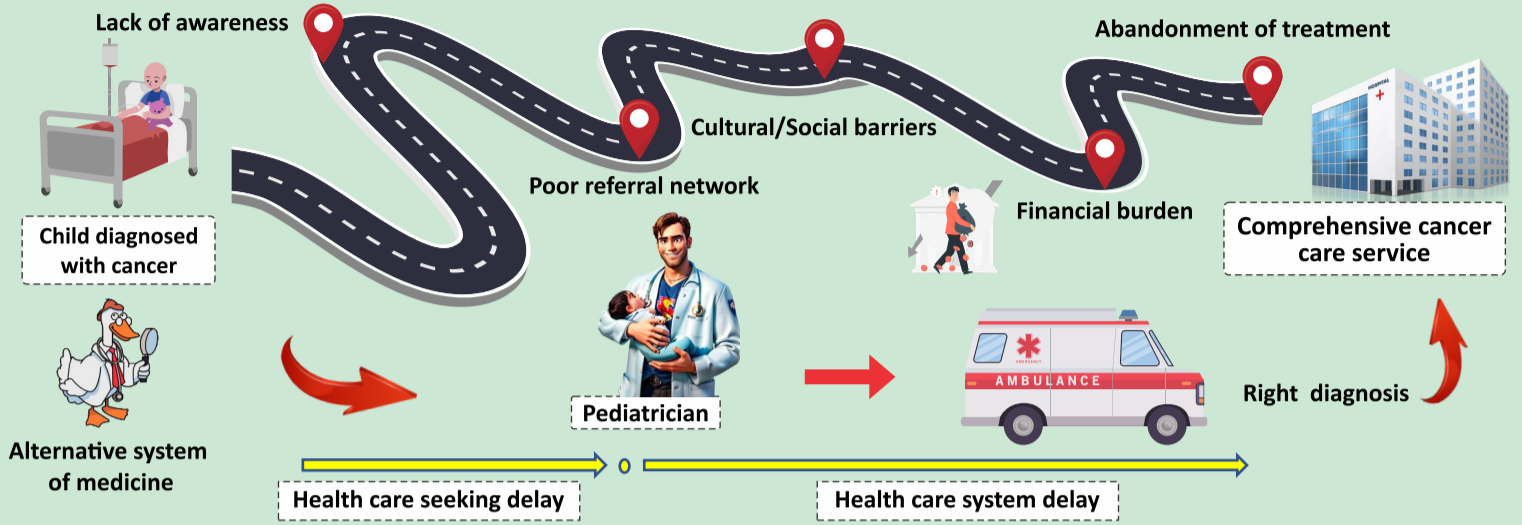 Lack of awareness
Abandonment of treatment
HOSPITAL
Cultural/Social barriers
Poor referral network
Financial burden
Child diagnosed
with cancer
Comprehensive cancer
care service
EMERGENCY
AMBULANCE
Pediatrician
Right diagnosis
Alternative system
of medicine
Health care seeking delay
Health care system delay